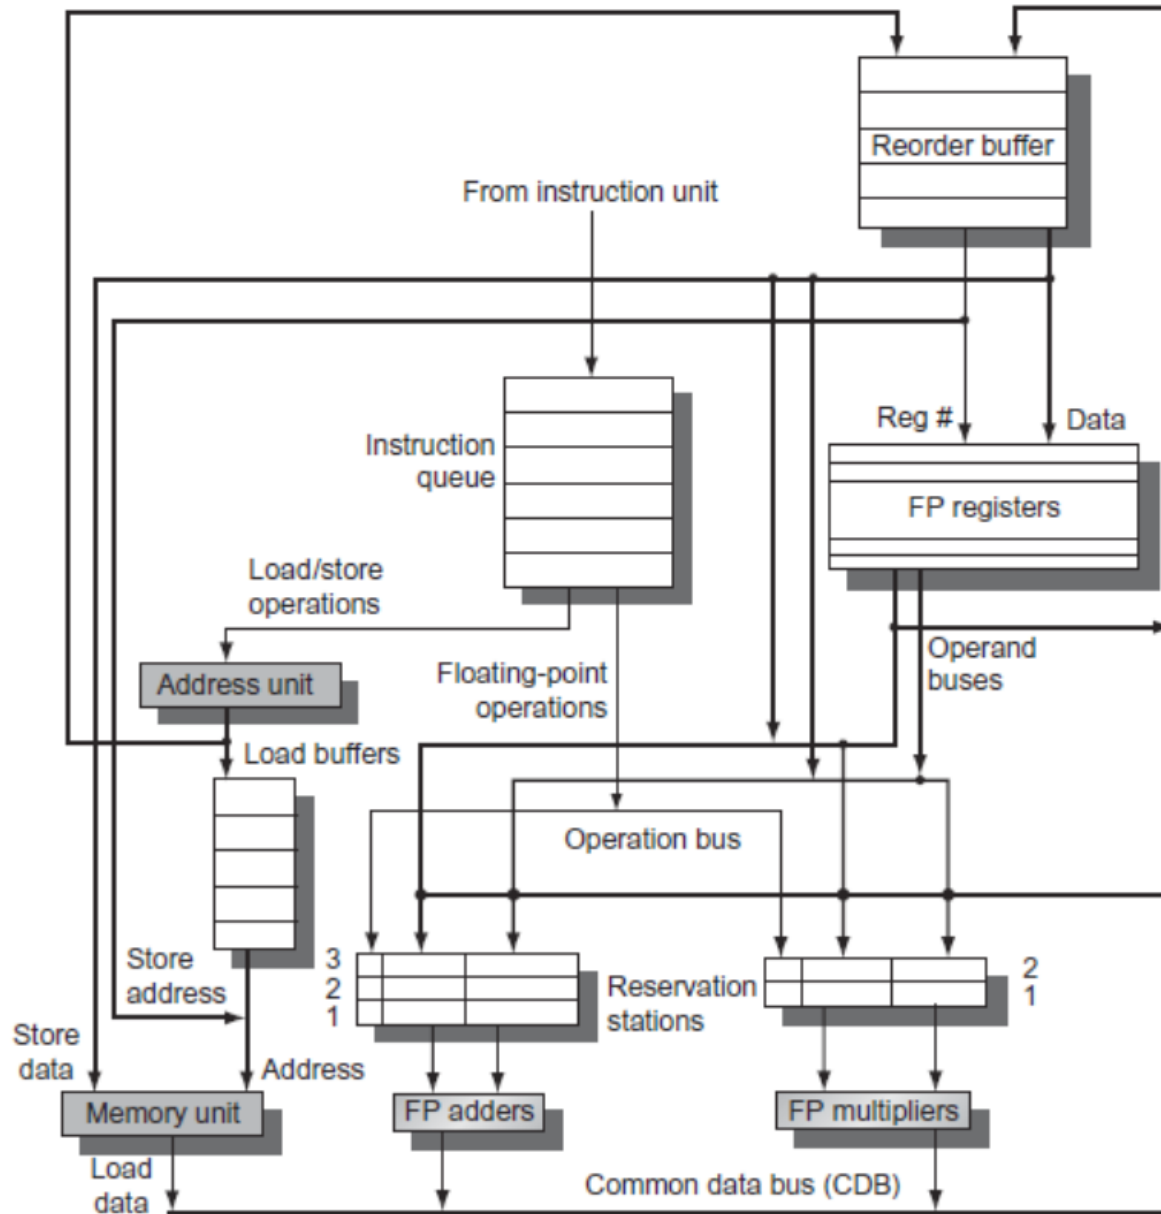 Reorder buffer
From instruction unit
Reg #
Data
Instruction
queue
FP registers
Load/store
operations
Operand
buses
Address unit
Floating-point
operations
Load buffers
Operation bus
Store
address
3
2
1
Reservation
stations
2
1
Store
data
Address
Memory unit
FP adders
FP multipliers
Load
data
Common data bus (CDB)